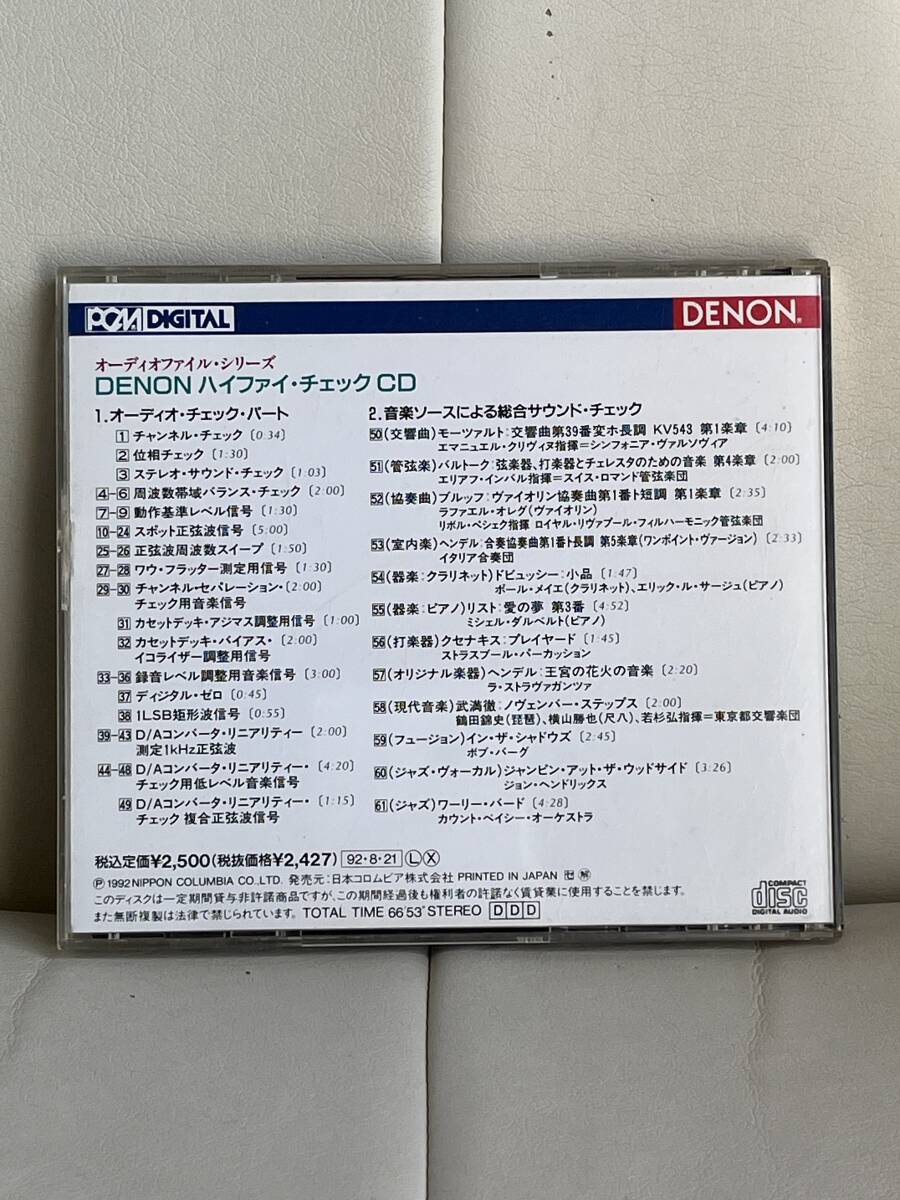 PCM DIGITAL
DENON
オーディオファイル・シリーズ
DENON ハイファイ・チェック CD
1.オーディオ・チェック・パート
1 チャンネル・チェック〔0:34〕
2 位相チェック〔1:30〕
3 ステレオ・サウンド・チェック〔1:03〕
4-6 周波数帯域バランス・チェック〔2:00〕
7-9 動作基準レベル信号〔1:30〕
10-24 スポット正弦波信号〔5:00〕
25-26 正弦波周波数スイープ〔1:50〕
27-28 ワウ・フラッター測定用信号〔1:30〕
29-30 チャンネル・セパレーション・〔2:00〕
チェック用音楽信号
31 カセットデッキ・アジマス調整用信号〔1:00〕
32 カセットデッキ・バイアス・〔2:00〕
イコライザー調整用信号
33-36 録音レベル調整用音楽信号〔3:00〕
37 ディジタル・ゼロ〔0:45〕
38 1LSB矩形波信号〔0:55〕
39-43 D/Aコンバータ・リニアリティー〔2:00〕
測定1kHz正弦波
44-48 D/Aコンバータ・リニアリティー・〔4:20〕
チェック用低レベル音楽信号
49 D/Aコンバータ・リニアリティー・〔1:15〕
チェック 複合正弦波信号
2.音楽ソースによる総合サウンド・チェック
50(交響曲)モーツァルト:交響曲第39番変ホ長調 KV543 第1楽章〔4:10〕
エマニュエル・クリヴィヌ指揮=シンフォニア・ヴァルソヴィア
51(管弦楽)バルトーク:弦楽器、打楽器とチェレスタのための音楽 第4楽章〔2:00〕
エリアフ・インバル指揮=スイス・ロマンド管弦楽団
52(協奏曲)ブルッフ:ヴァイオリン協奏曲第1番ト短調 第1楽章〔2:35〕
ラファエル・オレグ(ヴァイオリン)
リボル・ペシェク指揮 ロイヤル・リヴァプール・フィルハーモニック管弦楽団
53(室内楽)ヘンデル:合奏協奏曲第1番ト長調 第5楽章(ワンポイント・ヴァージョン)〔2:33〕
イタリア合奏団
54(器楽:クラリネット)ドビュッシー:小品〔1:47〕
ポール・メイエ(クラリネット)、エリック・ル・サージュ(ピアノ)
55(器楽:ピアノ)リスト:愛の夢 第3番〔4:52〕
ミシェル・ダルベルト(ピアノ)
56(打楽器)クセナキス:プレイヤード〔1:45〕
ストラスブール・パーカッション
57(オリジナル楽器)ヘンデル:王宮の花火の音楽〔2:20〕
ラ・ストラヴァガンツァ
58(現代音楽)武満徹:ノヴェンバー・ステップス〔2:00〕
鶴田錦史(琵琶)、横山勝也(尺八)、若杉弘指揮=東京都交響楽団
59(フュージョン)イン・ザ・シャドウズ〔2:45〕
ボブ・バーグ
60(ジャズ・ヴォーカル)ジャンピン・アット・ザ・ウッドサイド〔3:26〕
ジョン・ヘンドリックス
61(ジャズ)ワーリー・バード〔4:28〕
カウント・ベイシー・オーケストラ
税込定価¥2,500(税抜価格¥2,427) 92・8・21 Ⓛ Ⓧ
Ⓟ1992 NIPPON COLUMBIA CO.,LTD. 発売元:日本コロムビア株式会社 PRINTED IN JAPAN
このディスクは一定期間貸与非許諾商品ですが、この期間経過後も権利者の許諾なく賃貸業に使用することを禁じます。
また無断複製は法律で禁じられています。 TOTAL TIME 66'53" STEREO DDD
COMPACT
disc
DIGITAL AUDIO